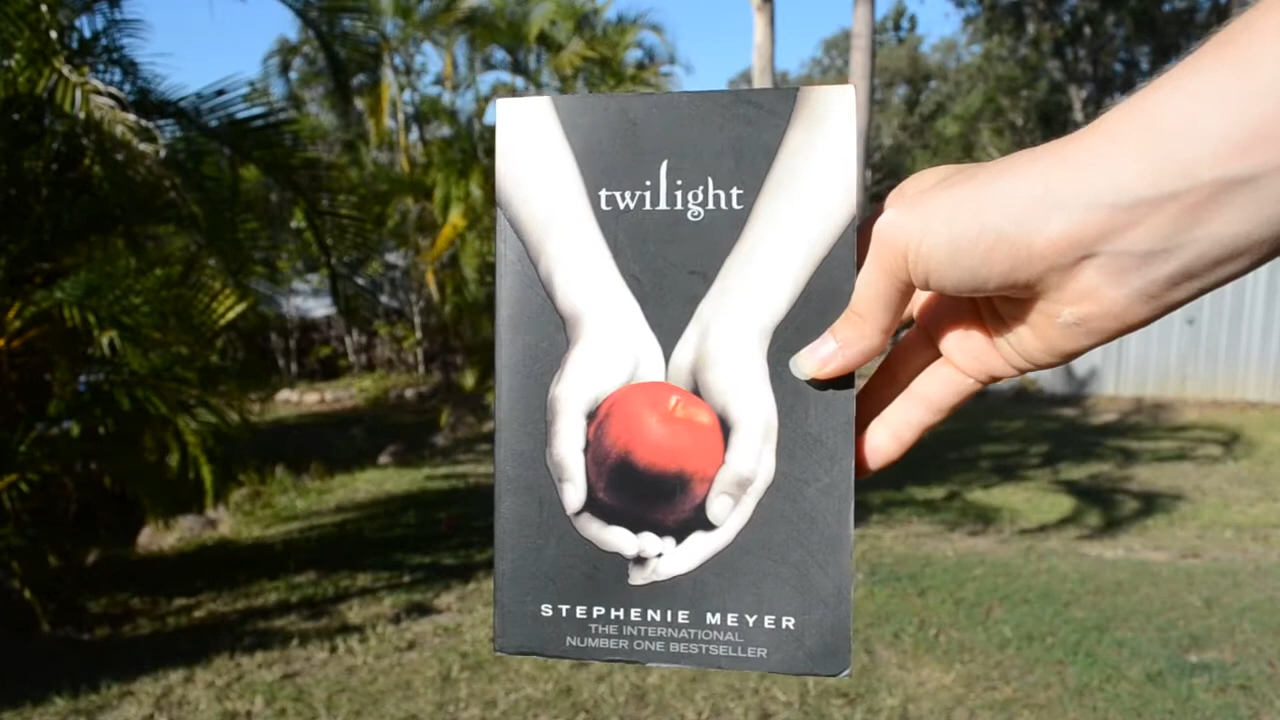 twilight
STEPHENIE MEYER
THE INTERNATIONAL
NUMBER ONE BESTSELLER